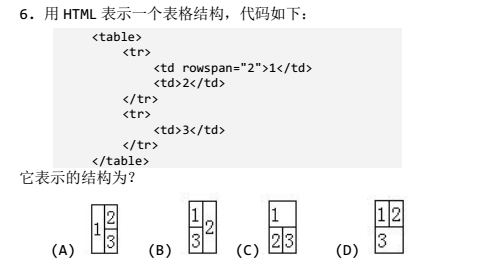 6. 用 HTML 表示一个表格结构，代码如下：
<table>
<tr>
<td rowspan="2">1</td>
<td>2</td>
</tr>
<tr>
<td>3</td>
</tr>
</table>
它表示的结构为？
(A) 1 2 3 (B) 1 2 3 (C) 1 2 3 (D) 1 2 3